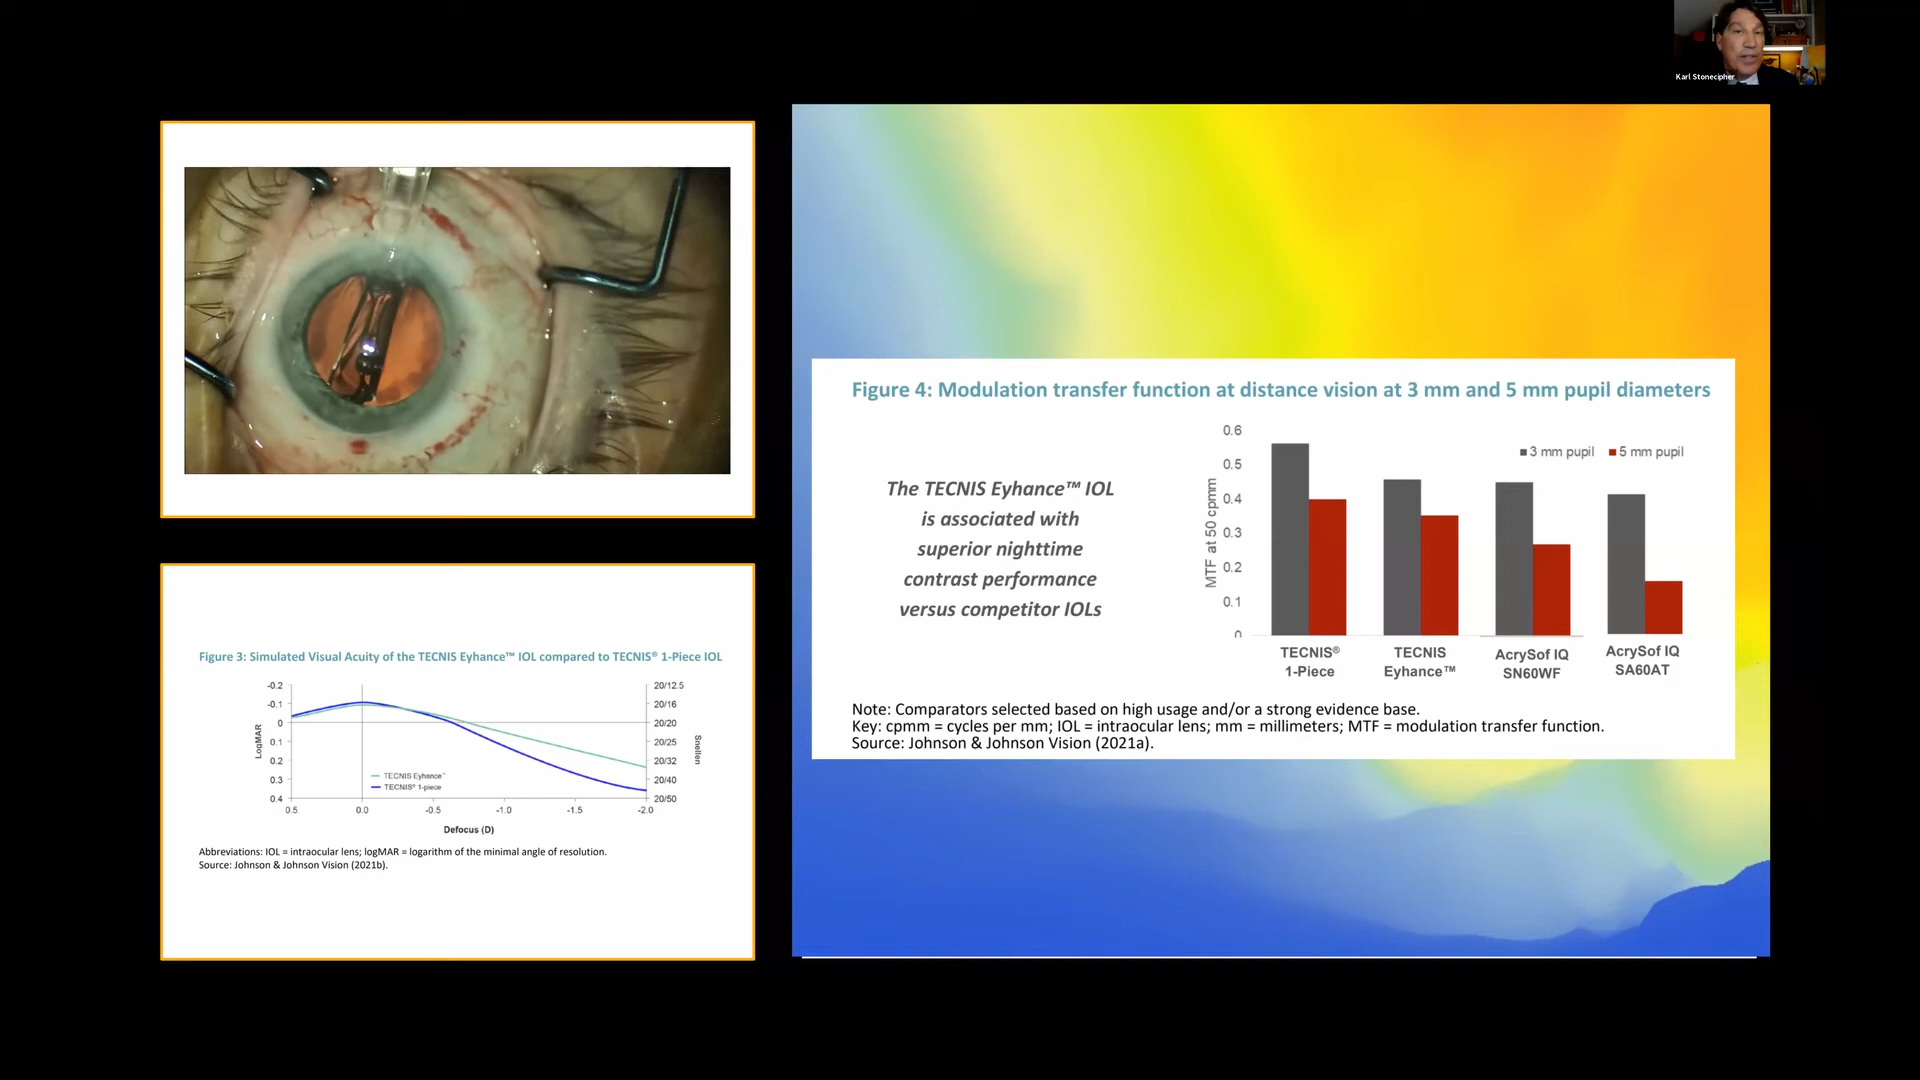 Karl Stonecipher
Figure 4: Modulation transfer function at distance vision at 3 mm and 5 mm pupil diameters
The TECNIS Eyhance™ IOL
is associated with
superior nighttime
contrast performance
versus competitor IOLs
MTF at 50 cpmm
0.6
0.5
0.4
0.3
0.2
0.1
0
3 mm pupil
5 mm pupil
TECNIS®
1-Piece
TECNIS
Eyhance™
AcrySof IQ
SN60WF
AcrySof IQ
SA60AT
Note: Comparators selected based on high usage and/or a strong evidence base.
Key: cpmm = cycles per mm; IOL = intraocular lens; mm = millimeters; MTF = modulation transfer function.
Source: Johnson & Johnson Vision (2021a).
Figure 3: Simulated Visual Acuity of the TECNIS Eyhance™ IOL compared to TECNIS® 1-Piece IOL
LogMAR
-0.2
-0.1
0
0.1
0.2
0.3
0.4
20/12.5
20/16
20/20
20/25
20/32
20/40
20/50
Snellen
TECNIS Eyhance™
TECNIS® 1-piece
0.5
0.0
-0.5
-1.0
-1.5
-2.0
Defocus (D)
Abbreviations: IOL = intraocular lens; logMAR = logarithm of the minimal angle of resolution.
Source: Johnson & Johnson Vision (2021b).